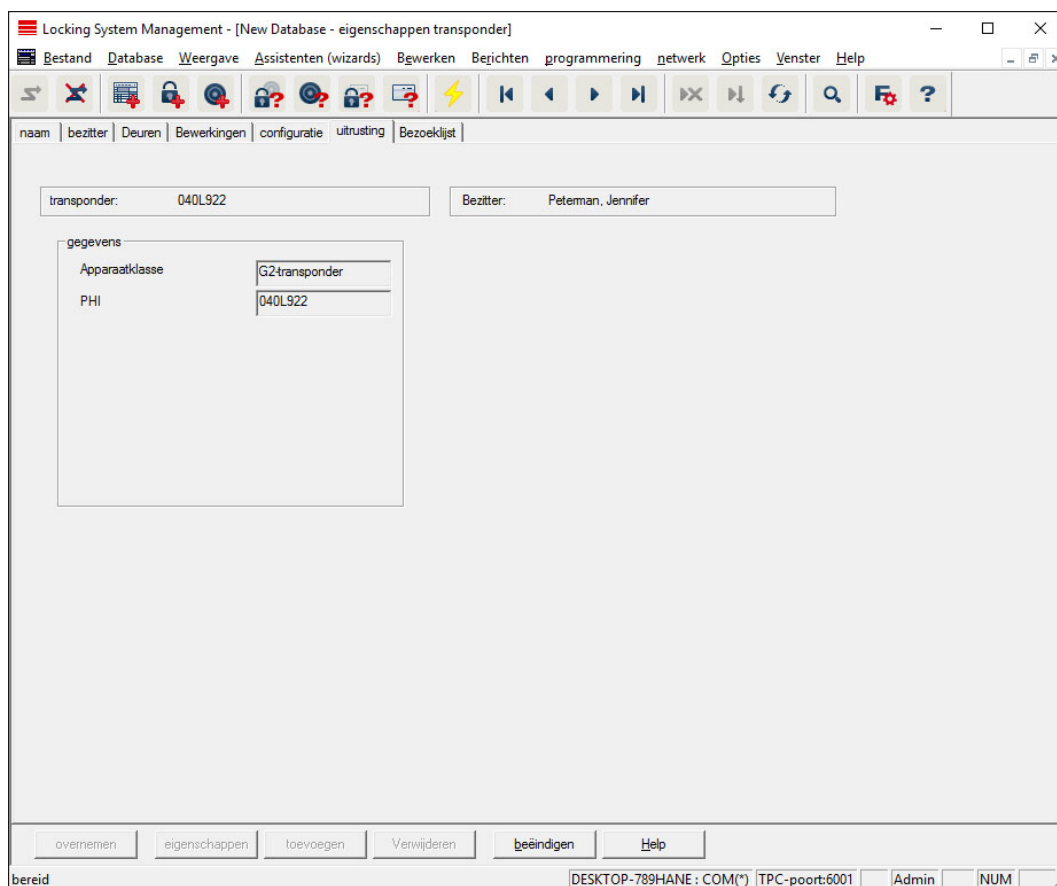 Locking System Management - [New Database - eigenschappen transponder]
Bestand Database Weergave Assistenten (wizards) Bewerken Berichten programmering netwerk Opties Venster Help
naam bezitter Deuren Bewerkingen configuratie uitrusting Bezoeklijst
transponder: 040L922 Bezitter: Peterman, Jennifer
gegevens
Apparaatklasse G2-transponder
PHI 040L922
overnemen eigenschappen toevoegen Verwijderen beëindigen Help
bereid DESKTOP-789HANE : COM(*) TPC-poort:6001 Admin NUM